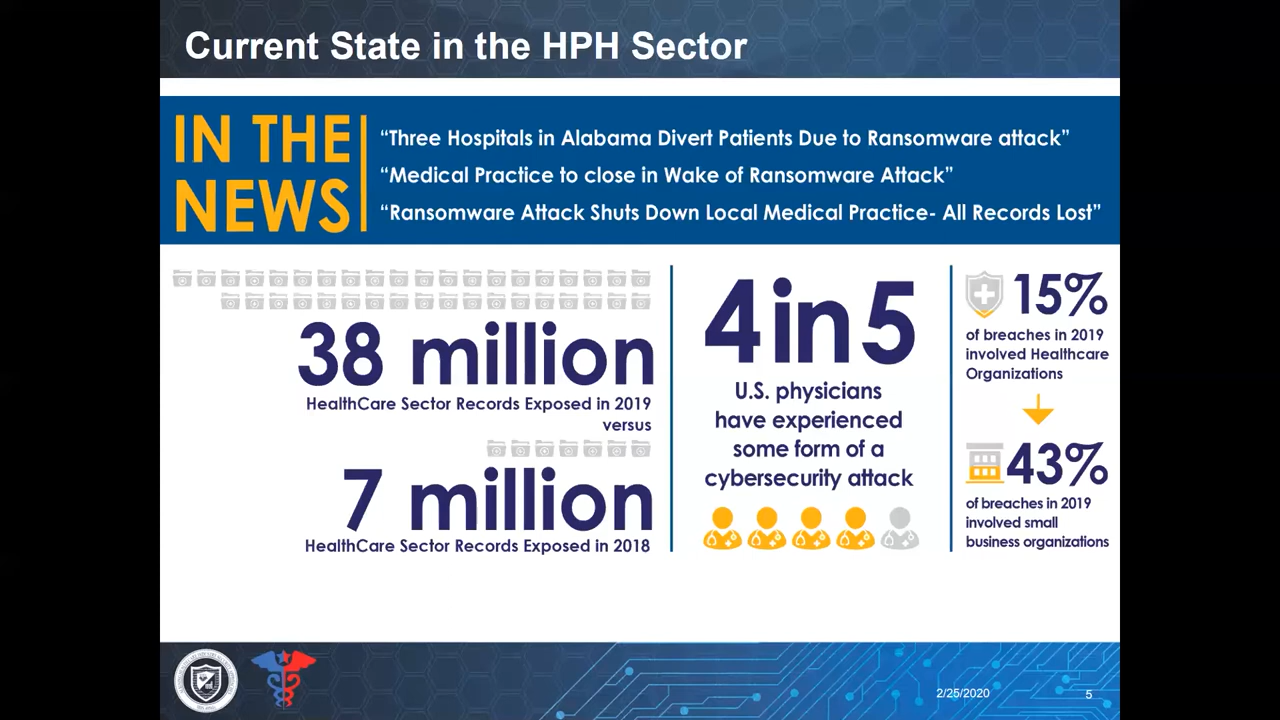 Current State in the HPH Sector
IN THE
NEWS
“Three Hospitals in Alabama Divert Patients Due to Ransomware attack”
“Medical Practice to close in Wake of Ransomware Attack”
“Ransomware Attack Shuts Down Local Medical Practice- All Records Lost”
38 million
HealthCare Sector Records Exposed in 2019
versus
7 million
HealthCare Sector Records Exposed in 2018
4in5
U.S. physicians
have experienced
some form of a
cybersecurity attack
15%
of breaches in 2019
involved Healthcare
Organizations
43%
of breaches in 2019
involved small
business organizations
2/25/2020
5